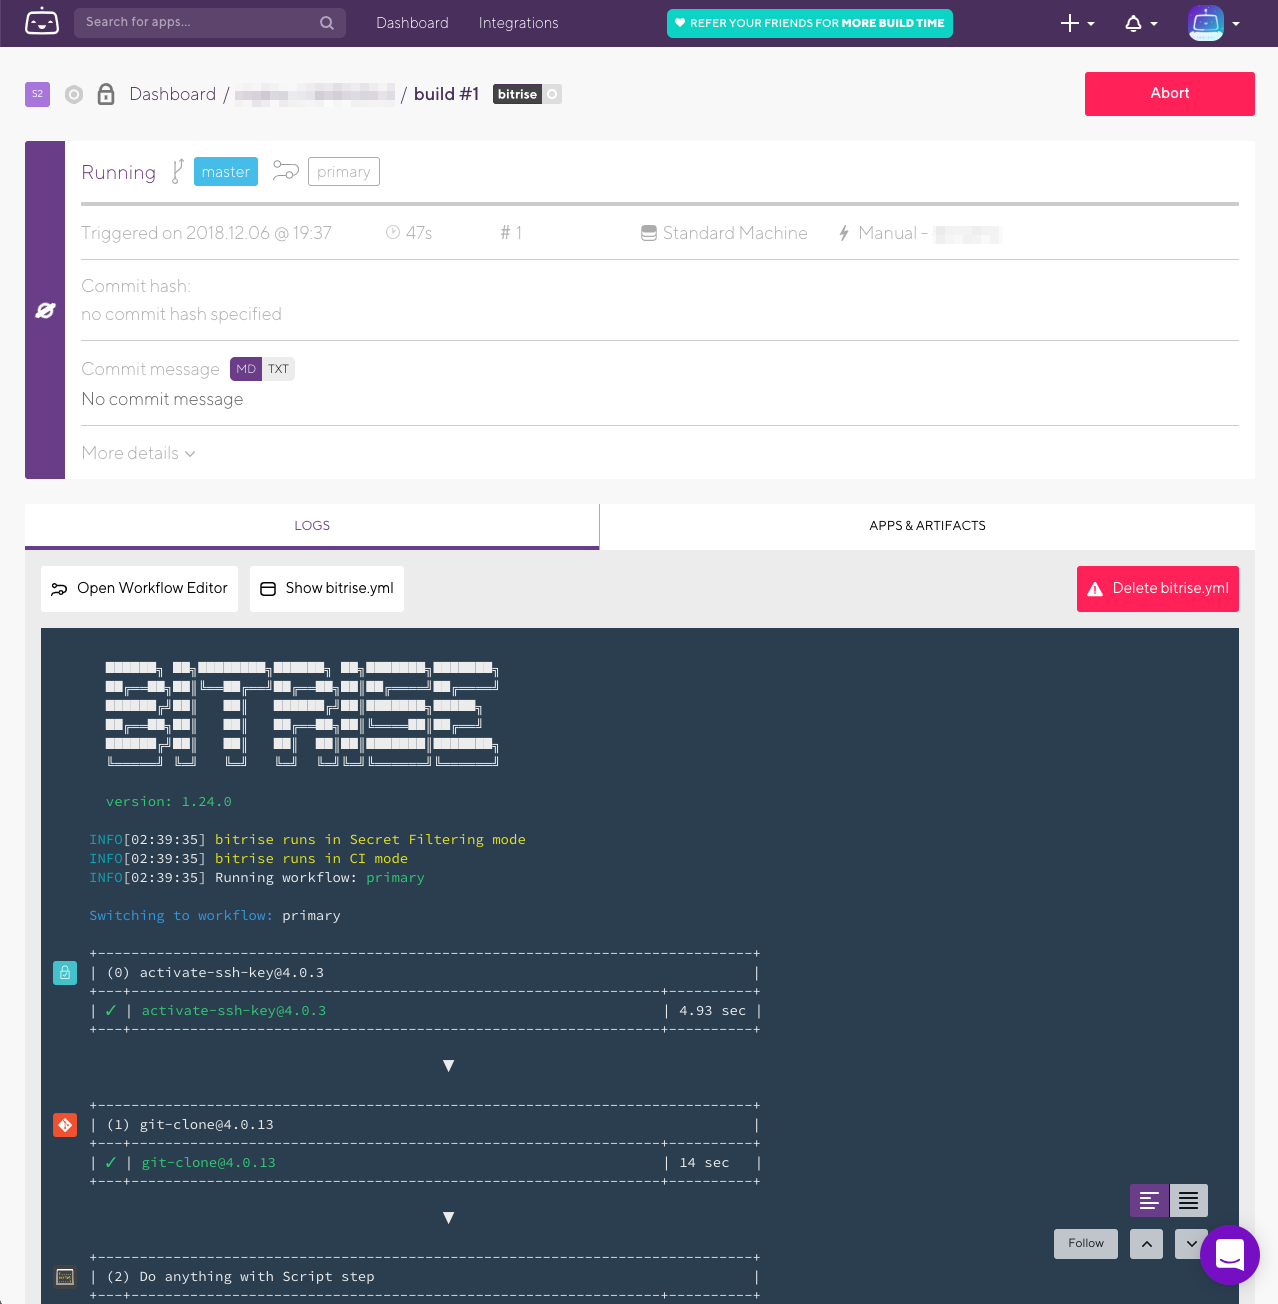 Search for apps...
Dashboard
Integrations
REFER YOUR FRIENDS FOR MORE BUILD TIME
S2
Dashboard / / build #1
bitrise
Abort
Running
master
primary
Triggered on 2018.12.06 @ 19:37
47s
# 1
Standard Machine
Manual -
Commit hash:
no commit hash specified
Commit message
MD
TXT
No commit message
More details
LOGS
APPS & ARTIFACTS
Open Workflow Editor
Show bitrise.yml
Delete bitrise.yml
BITRISE
version: 1.24.0
INFO[02:39:35] bitrise runs in Secret Filtering mode
INFO[02:39:35] bitrise runs in CI mode
INFO[02:39:35] Running workflow: primary
Switching to workflow: primary
+------------------------------------------------------------------------------+
| (0) activate-ssh-key@4.0.3 |
+---+---------------------------------------------------------------+----------+
| ✓ | activate-ssh-key@4.0.3 | 4.93 sec |
+---+---------------------------------------------------------------+----------+
▼
+------------------------------------------------------------------------------+
| (1) git-clone@4.0.13 |
+---+---------------------------------------------------------------+----------+
| ✓ | git-clone@4.0.13 | 14 sec |
+---+---------------------------------------------------------------+----------+
▼
+------------------------------------------------------------------------------+
| (2) Do anything with Script step |
+---+---------------------------------------------------------------+----------+
Follow